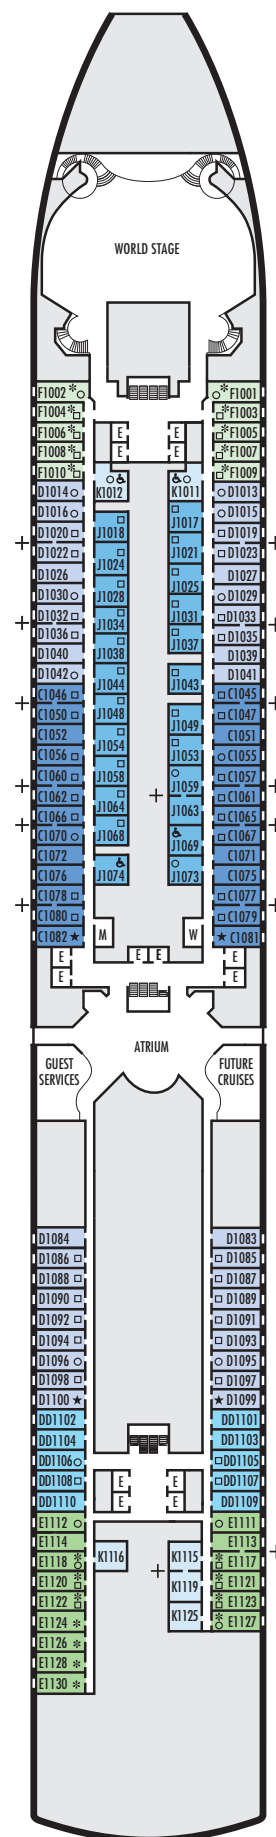 WORLD STAGE
F1002 F1001
F1004 F1003
F1006 E E F1005
F1008 E E F1007
F1010 F1009
D1014 K1012 K1011 D1013
D1016 J1017 D1015
D1020 J1018 D1019
D1022 J1021 D1023
D1026 J1024 J1025 D1027
D1030 J1028 D1029
D1032 J1034 J1031 D1033
D1036 J1037 D1035
D1040 J1038 D1039
D1042 J1044 J1043 D1041
C1046 C1045
C1050 J1048 C1047
C1052 J1049 C1051
C1056 J1054 J1053 C1055
C1060 J1058 J1059 C1057
C1062 J1064 J1063 C1061
C1066 C1065
C1070 J1068 J1069 C1067
C1072 C1071
C1076 J1074 J1073 C1075
C1078 C1077
C1080 C1079
C1082 ★ M W ★ C1081
E E E E
E E
ATRIUM
GUEST FUTURE
SERVICES CRUISES
D1084 D1083
D1086 D1085
D1088 D1087
D1090 D1089
D1092 D1091
D1094 D1093
D1096 D1095
D1098 D1097
D1100 ★ ★ D1099
DD1102 DD1101
DD1104 DD1103
DD1106 DD1105
DD1108 E E DD1107
DD1110 E E DD1109
E1112 E1111
E1114 E1113
E1118 K1116 K1115 E1117
E1120 K1119 E1121
E1122 E1123
E1124 K1125 E1127
E1126
E1128
E1130